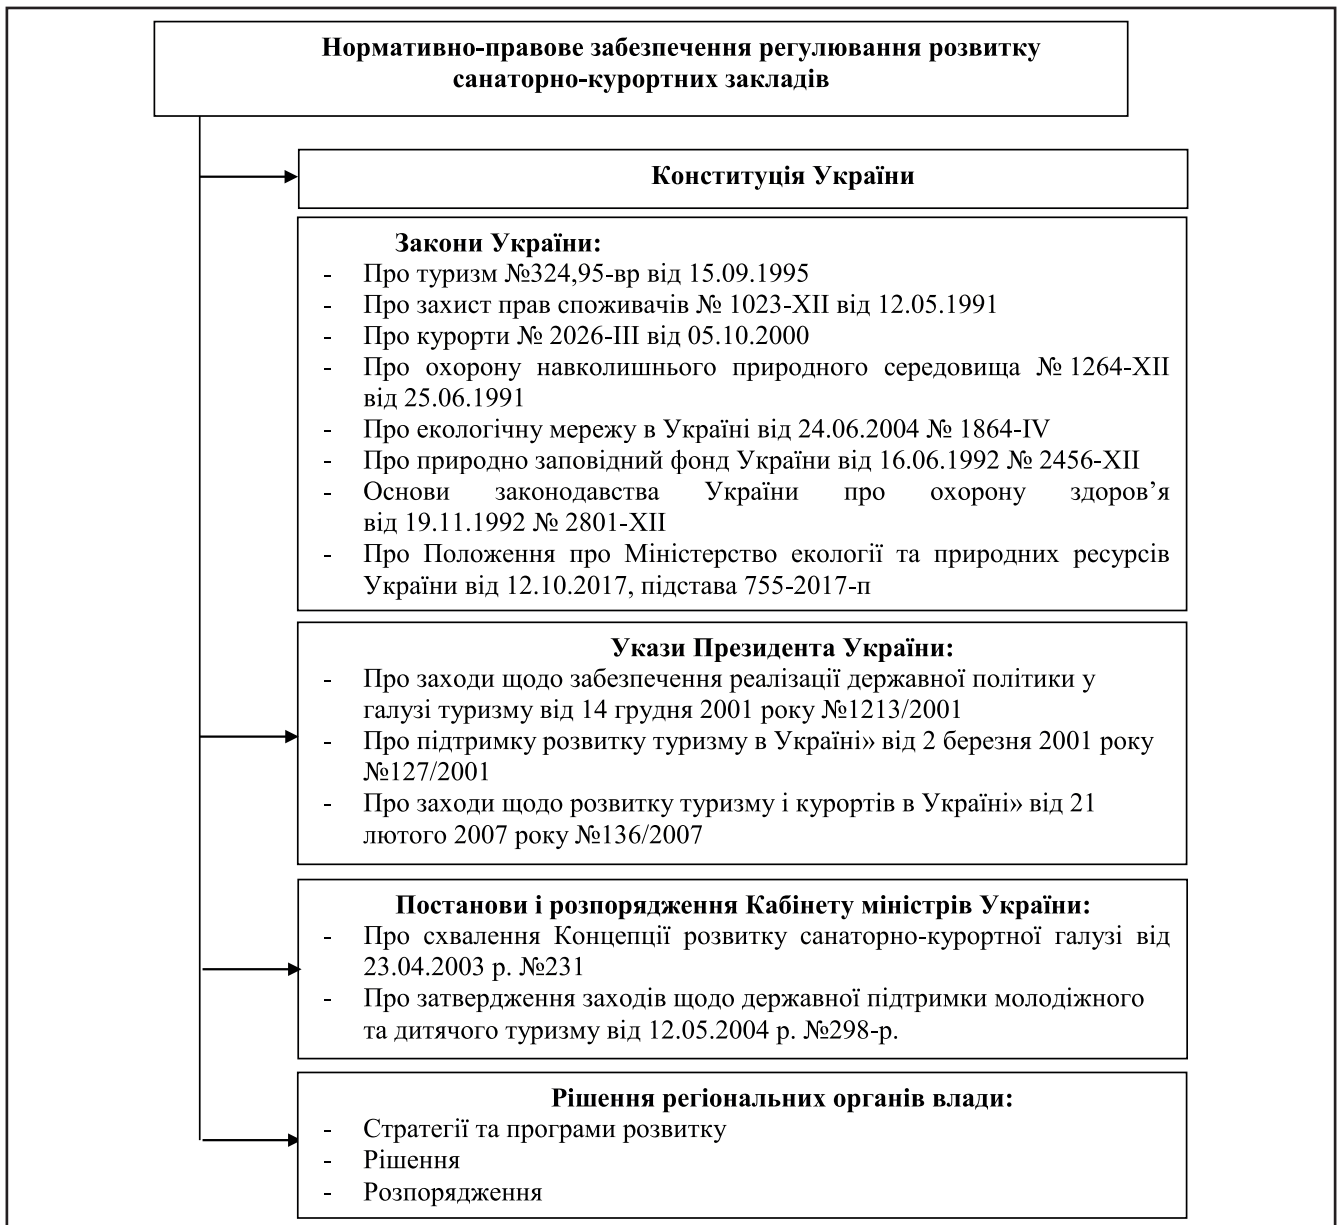 Нормативно-правове забезпечення регулювання розвитку
санаторно-курортних закладів
Конституція України
Закони України:
- Про туризм №324,95-вр від 15.09.1995
- Про захист прав споживачів № 1023-XII від 12.05.1991
- Про курорти № 2026-III від 05.10.2000
- Про охорону навколишнього природного середовища № 1264-XII
від 25.06.1991
- Про екологічну мережу в Україні від 24.06.2004 № 1864-IV
- Про природно заповідний фонд України від 16.06.1992 № 2456-XII
- Основи законодавства України про охорону здоров’я
від 19.11.1992 № 2801-XII
- Про Положення про Міністерство екології та природних ресурсів
України від 12.10.2017, підстава 755-2017-п
Укази Президента України:
- Про заходи щодо забезпечення реалізації державної політики у
галузі туризму від 14 грудня 2001 року №1213/2001
- Про підтримку розвитку туризму в Україні» від 2 березня 2001 року
№127/2001
- Про заходи щодо розвитку туризму і курортів в Україні» від 21
лютого 2007 року №136/2007
Постанови і розпорядження Кабінету міністрів України:
- Про схвалення Концепції розвитку санаторно-курортної галузі від
23.04.2003 р. №231
- Про затвердження заходів щодо державної підтримки молодіжного
та дитячого туризму від 12.05.2004 р. №298-р.
Рішення регіональних органів влади:
- Стратегії та програми розвитку
- Рішення
- Розпорядження